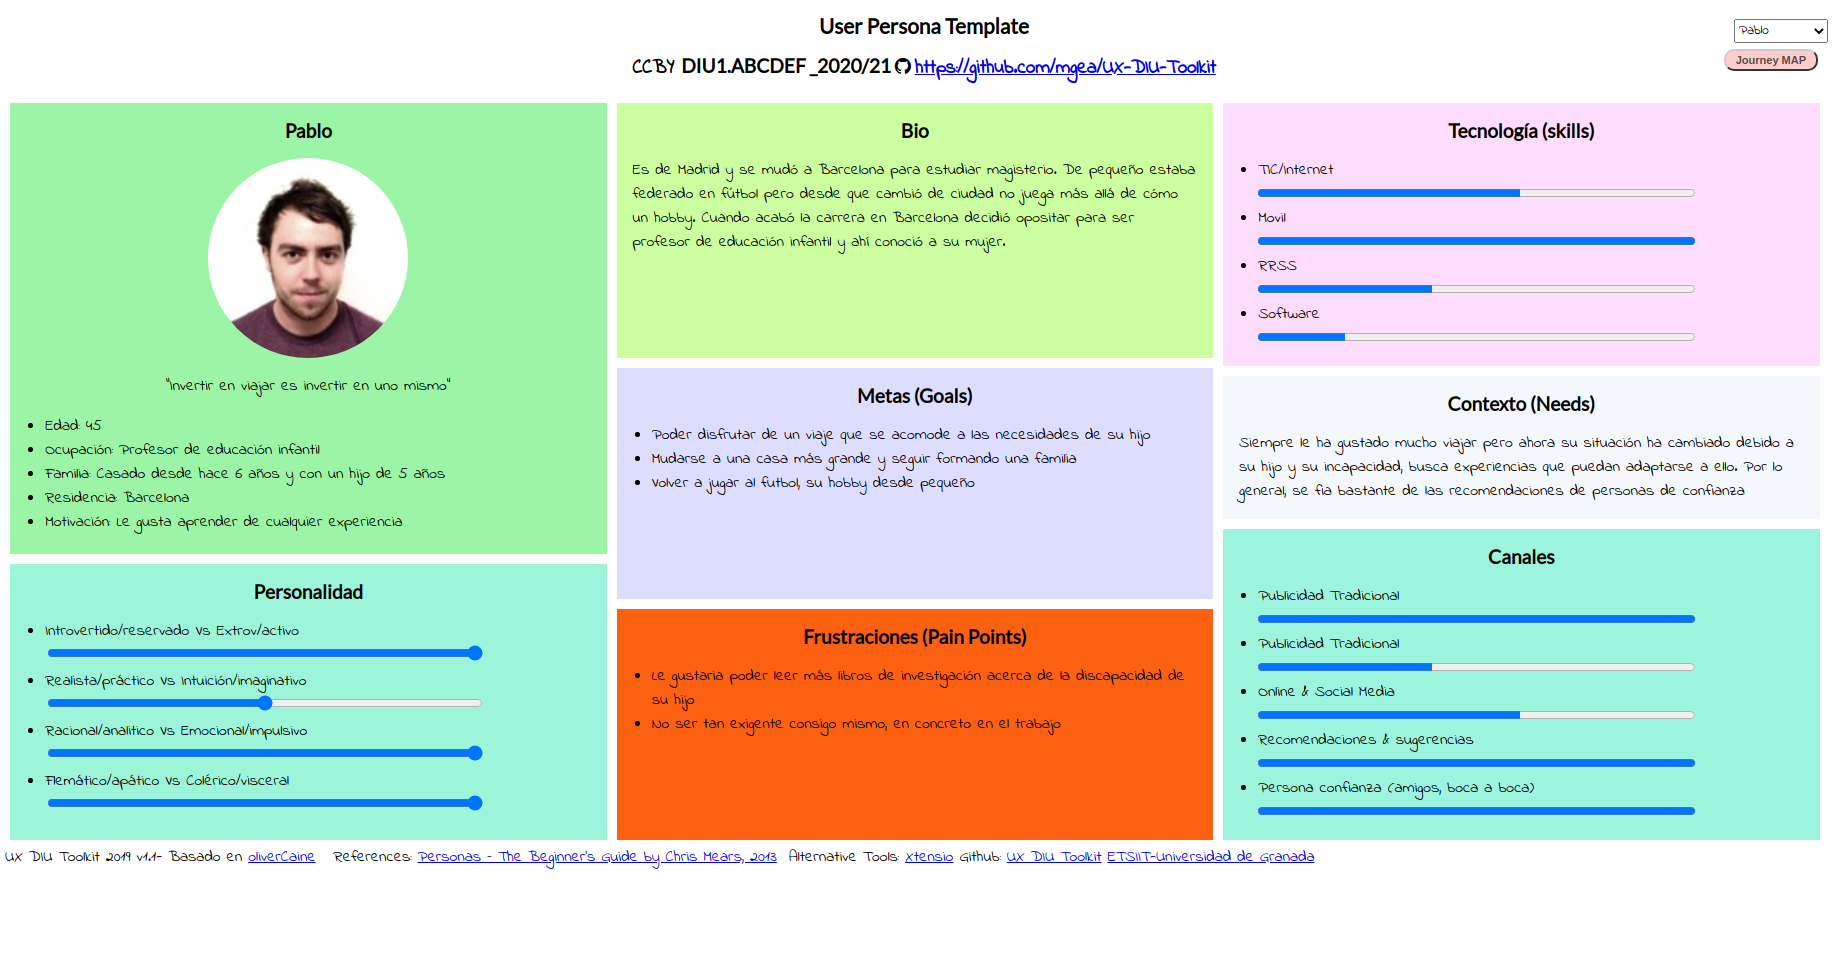 User Persona Template
Pablo
CCBY DIU1.ABCDEF_2020/21 https://github.com/mgea/UX-DIU-Toolkit
Journey MAP
Pablo
"Invertir en viajar es invertir en uno mismo"
Edad: 45
Ocupación: Profesor de educación infantil
Familia: Casado desde hace 6 años y con un hijo de 5 años
Residencia: Barcelona
Motivación: Le gusta aprender de cualquier experiencia
Personalidad
Introvertido/reservado Vs Extrov/activo
Realista/práctico Vs Intuición/imaginativo
Racional/analítico Vs Emocional/impulsivo
Flemático/apático Vs Colérico/visceral
Bio
Es de Madrid y se mudó a Barcelona para estudiar magisterio. De pequeño estaba
federado en fútbol pero desde que cambió de ciudad no juega más allá de cómo
un hobby. Cuando acabó la carrera en Barcelona decidió opositar para ser
profesor de educación infantil y ahí conoció a su mujer.
Metas (Goals)
Poder disfrutar de un viaje que se acomode a las necesidades de su hijo
Mudarse a una casa más grande y seguir formando una familia
Volver a jugar al futbol, su hobby desde pequeño
Frustraciones (Pain Points)
Le gustaria poder leer más libros de investigación acerca de la discapacidad de
su hijo
No ser tan exigente consigo mismo, en concreto en el trabajo
Tecnología (skills)
TIC/Internet
Movil
RRSS
Software
Contexto (Needs)
Siempre le ha gustado mucho viajar pero ahora su situación ha cambiado debido a
su hijo y su incapacidad, busca experiencias que puedan adaptarse a ello. Por lo
general, se fia bastante de las recomendaciones de personas de confianza
Canales
Publicidad Tradicional
Publicidad Tradicional
Online & Social Media
Recomendaciones & sugerencias
Persona confianza (amigos, boca a boca)
UX DIU Toolkit 2019 v1.1- Basado en oliverCaine References: Personas - The Beginner's Guide by Chris Mears, 2013 Alternative Tools: Xtensio Github: UX DIU Toolkit ETSIIT-Universidad de Granada